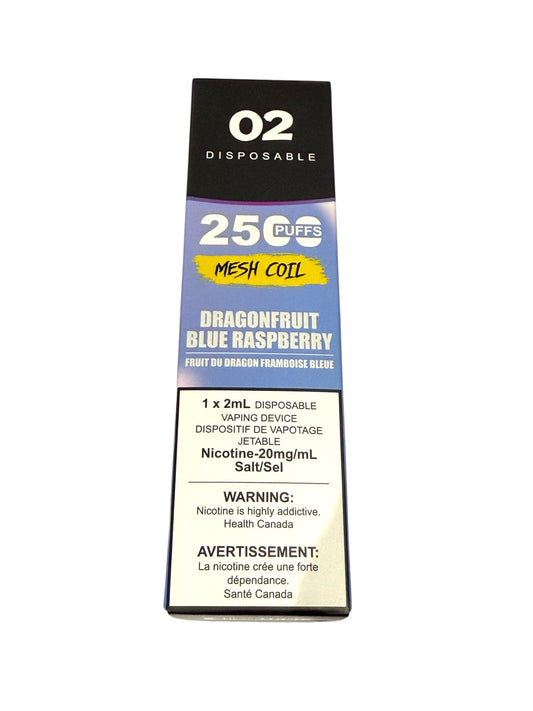 02
DISPOSABLE
2500 PUFFS
MESH COIL
DRAGONFRUIT
BLUE RASPBERRY
FRUIT DU DRAGON FRAMBOISE BLEUE
1 x 2mL DISPOSABLE
VAPING DEVICE
DISPOSITIF DE VAPOTAGE
JETABLE
Nicotine-20mg/mL
Salt/Sel
WARNING:
Nicotine is highly addictive.
Health Canada
AVERTISSEMENT:
La nicotine crée une forte
dépendance.
Santé Canada